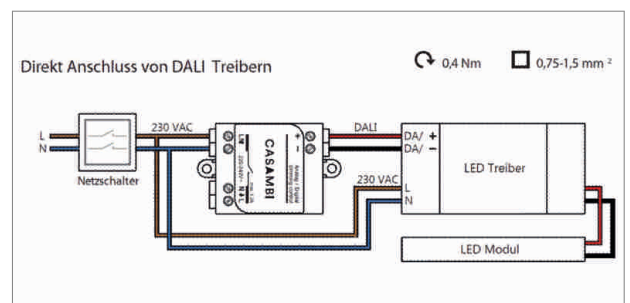 Direkt Anschluss von DALI Treibern
0,4 Nm
0,75-1,5 mm ²
L
N
Netzschalter
230 VAC
CASAMBI
DALI
DA/ +
DA/ −
230 VAC
L
N
LED Treiber
LED Modul